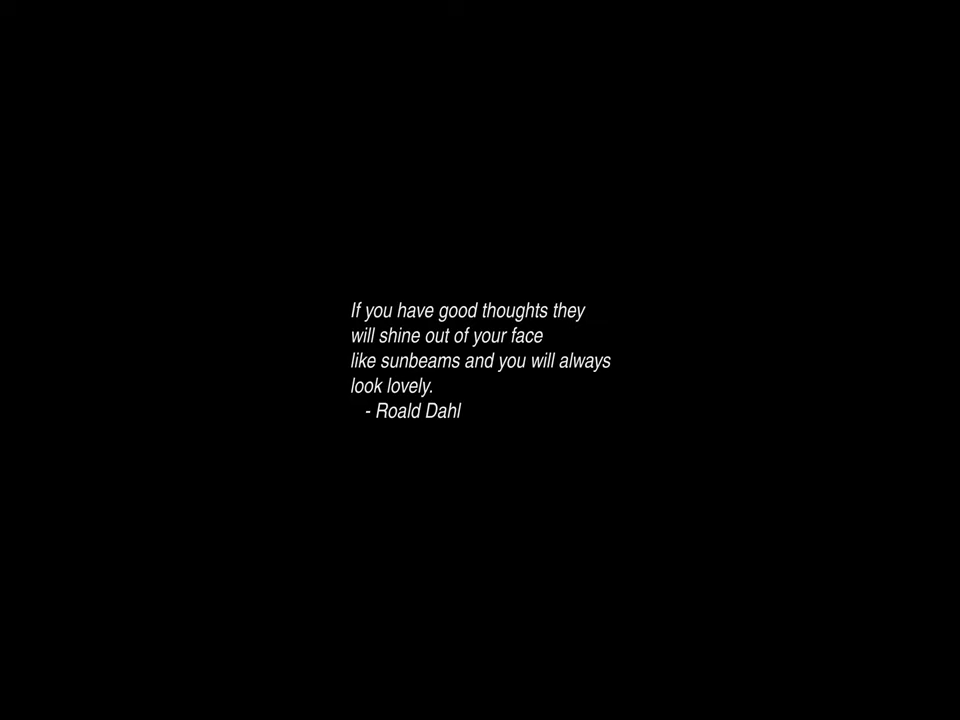 If you have good thoughts they
will shine out of your face
like sunbeams and you will always
look lovely.
- Roald Dahl